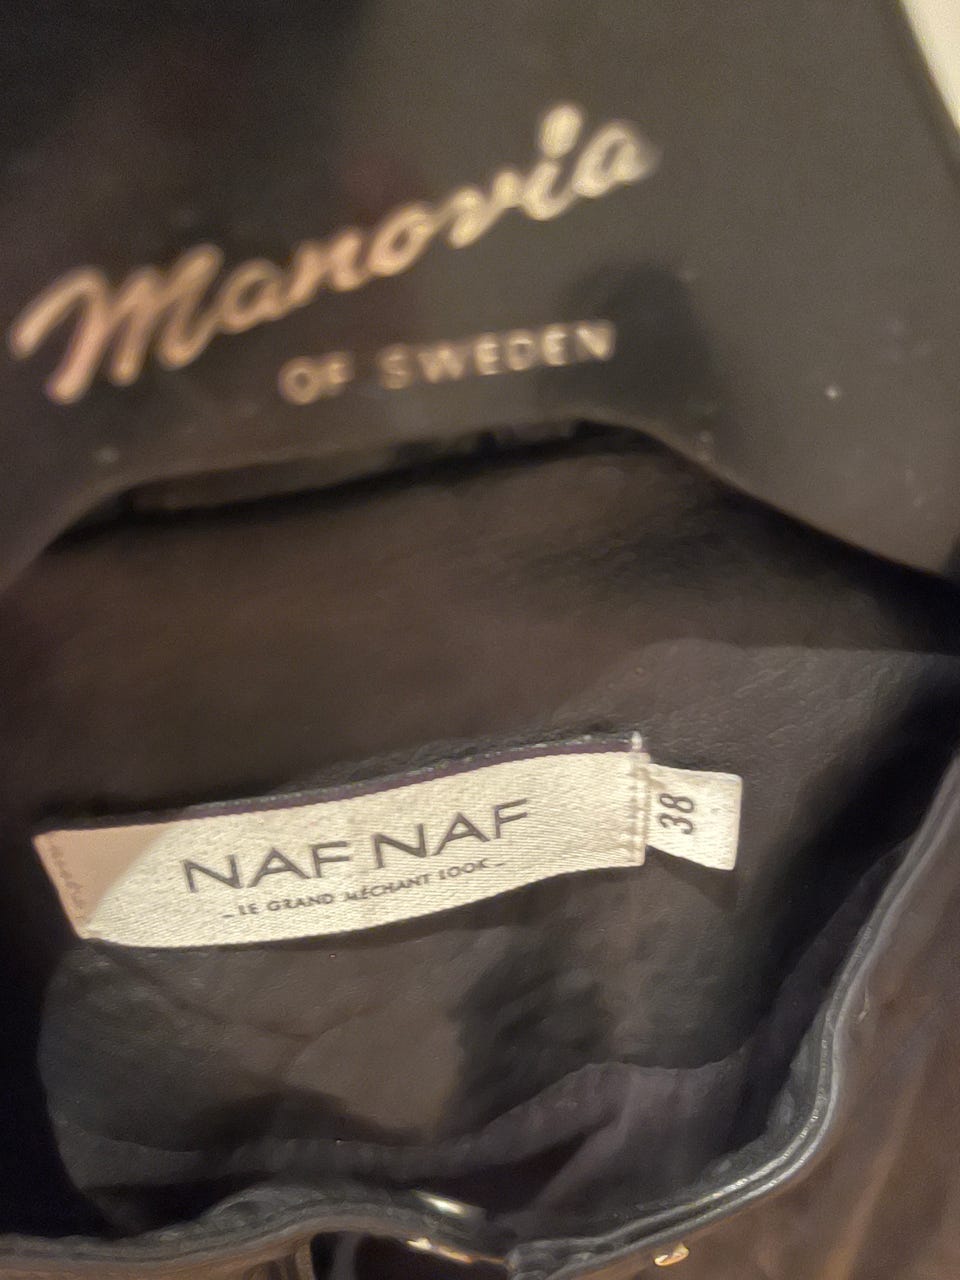 Manovia
OF SWEDEN
NAF NAF
– LE GRAND MÉCHANT LOOK –
38